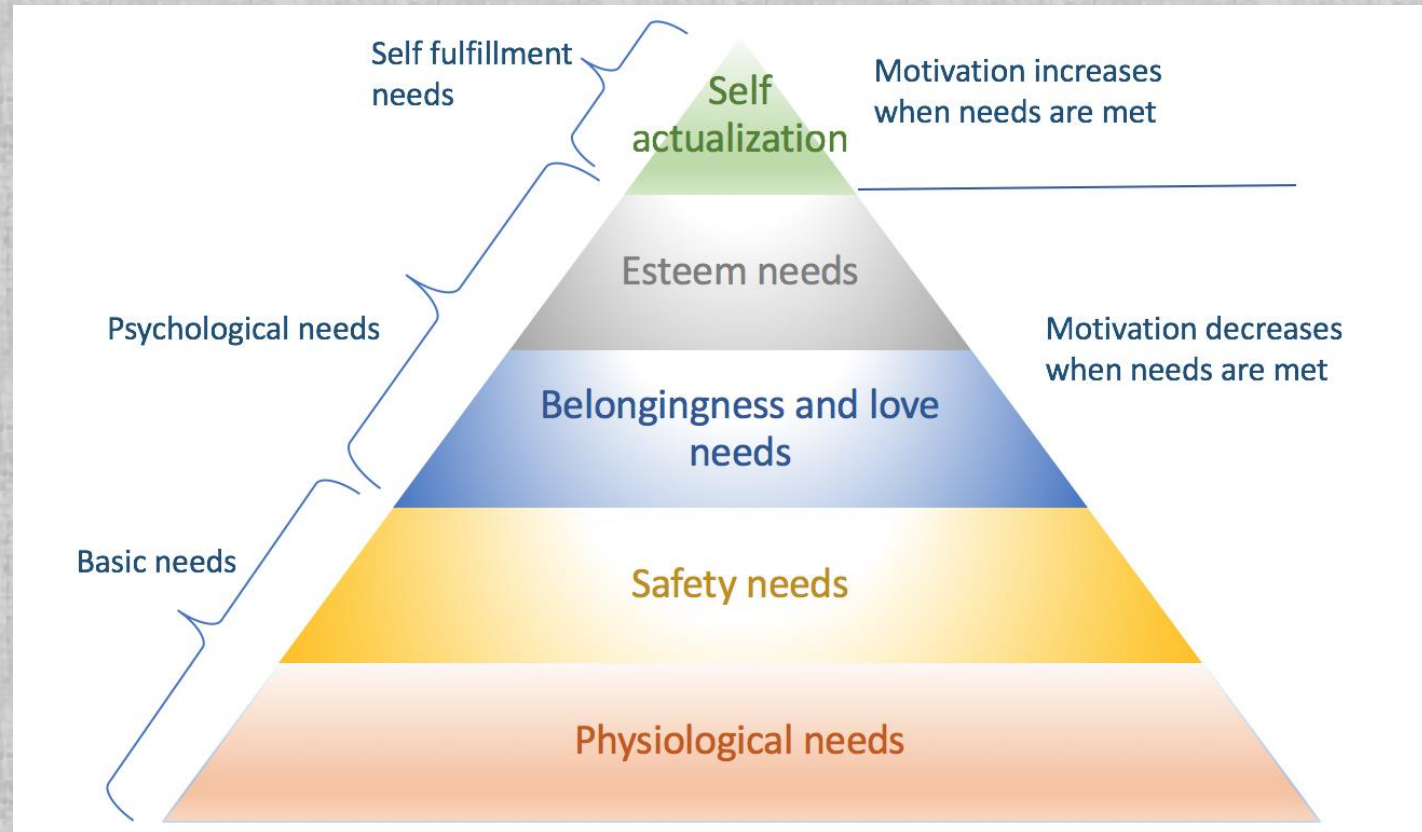 Self fulfillment
needs
Self
actualization
Motivation increases
when needs are met
Esteem needs
Psychological needs
Motivation decreases
when needs are met
Belongingness and love
needs
Basic needs
Safety needs
Physiological needs